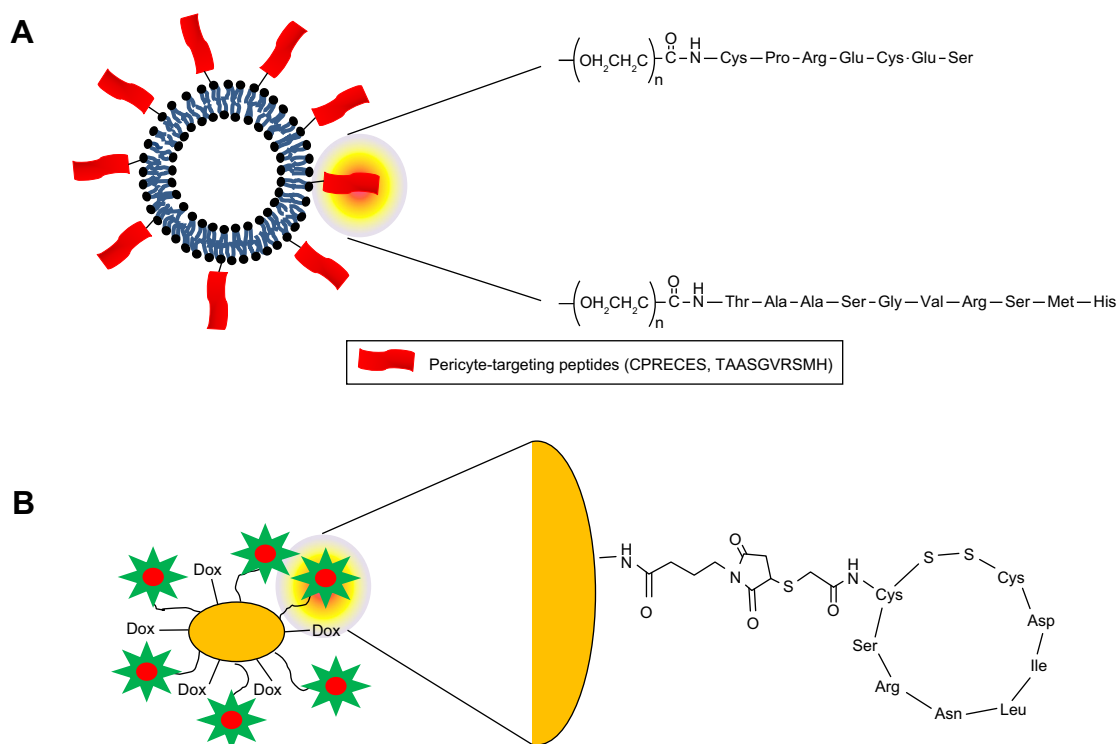 A
(OH₂CH₂C)n C O N H Cys Pro Arg Glu Cys·Glu Ser
(OH₂CH₂C)n C O N H Thr Ala Ala Ser Gly Val Arg Ser Met His
Pericyte-targeting peptides (CPRECES, TAASGVRSMH)
B
Dox
Dox
Dox
Dox
Dox
H
N
O
N
O
O
S
O
H
N
Cys
S
S
Cys
Asp
Ile
Leu
Asn
Arg
Ser